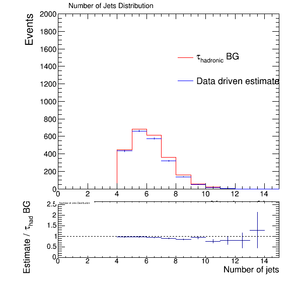 Number of Jets Distribution
Events
2000
1800
1600
1400
1200
1000
800
600
400
200
0
τhadronic BG
Data driven estimate
0 2 4 6 8 10 12 14
Estimate / τhad BG
2.5
2
1.5
1
0.5
0
0 2 4 6 8 10 12 14
Number of jets